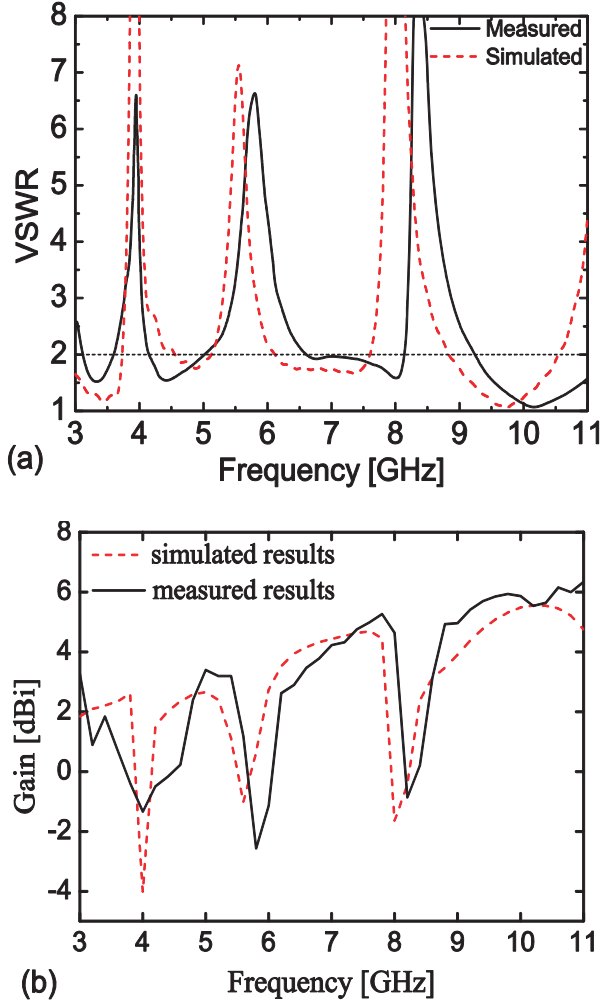 8
7
6
5
4
3
2
1
VSWR
Measured
Simulated
3 4 5 6 7 8 9 10 11
(a)
Frequency [GHz]
8
6
4
2
0
-2
-4
Gain [dBi]
simulated results
measured results
3 4 5 6 7 8 9 10 11
(b)
Frequency [GHz]